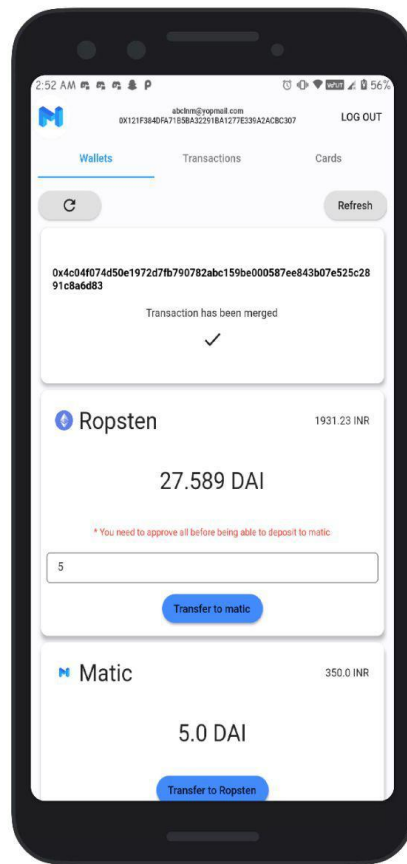 2:52 AM
56%
abclnm@yopmail.com
LOG OUT
0X121F384DFA71B5BA32291BA1277E339A2ACBC307
Wallets Transactions Cards
Refresh
0x4c04f074d50e1972d7fb790782abc159be000587ee843b07e525c28
91c8a6d83
Transaction has been merged
Ropsten
1931.23 INR
27.589 DAI
* You need to approve all before being able to deposit to matic
5
Transfer to matic
Matic
350.0 INR
5.0 DAI
Transfer to Ropsten